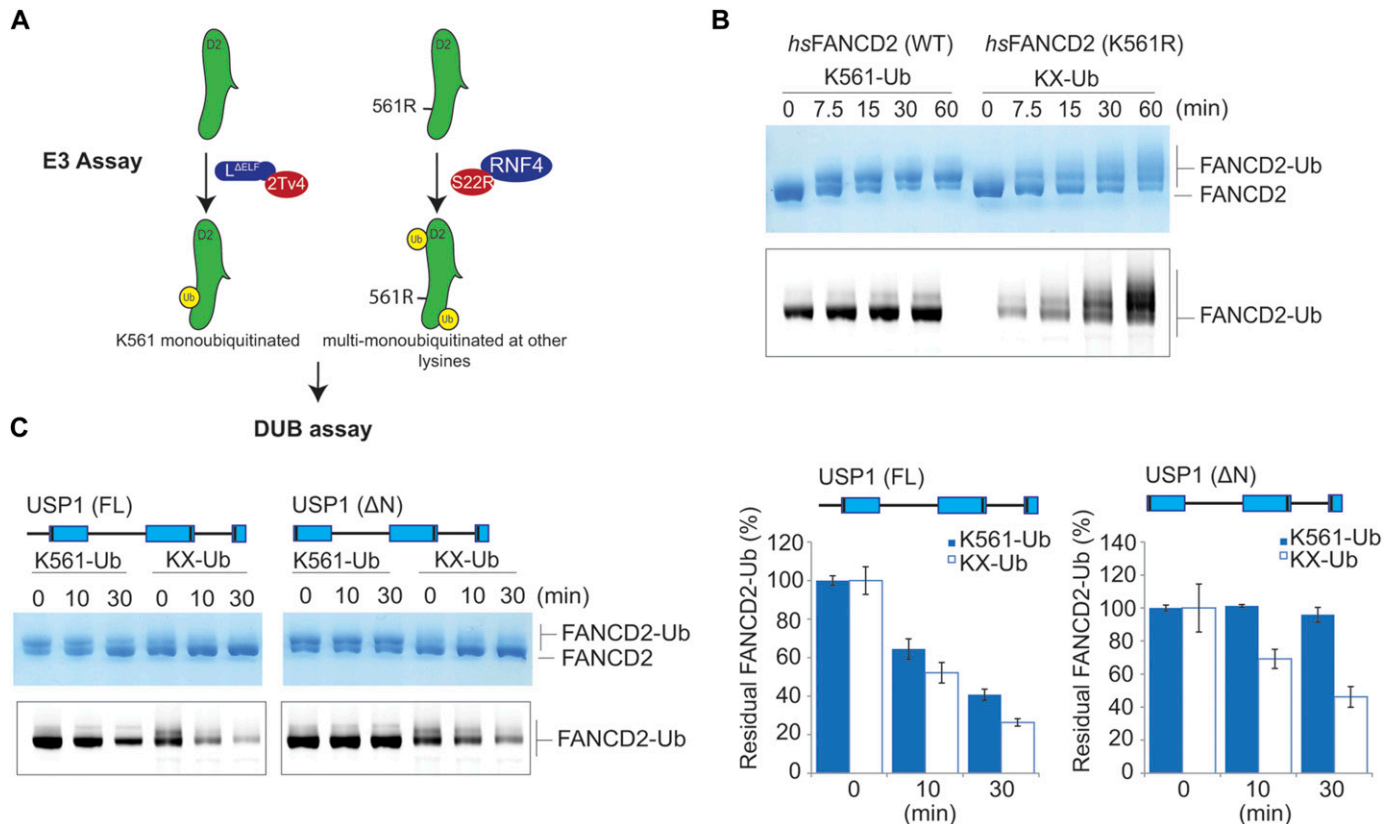 A
D2
D2
561R
E3 Assay
L^ΔELF
2Tv4
S22R
RNF4
D2
Ub
Ub
D2
561R
Ub
K561 monoubiquitinated
multi-monoubiquitinated at other
lysines
DUB assay
B
hsFANCD2 (WT) hsFANCD2 (K561R)
K561-Ub KX-Ub
0 7.5 15 30 60 0 7.5 15 30 60 (min)
FANCD2-Ub
FANCD2
FANCD2-Ub
C
USP1 (FL) USP1 (ΔN)
K561-Ub KX-Ub K561-Ub KX-Ub
0 10 30 0 10 30 0 10 30 0 10 30 (min)
FANCD2-Ub
FANCD2
FANCD2-Ub
USP1 (FL)
Residual FANCD2-Ub (%)
K561-Ub
KX-Ub
120
100
80
60
40
20
0
0 10 30
(min)
USP1 (ΔN)
Residual FANCD2-Ub (%)
K561-Ub
KX-Ub
140
120
100
80
60
40
20
0
0 10 30
(min)